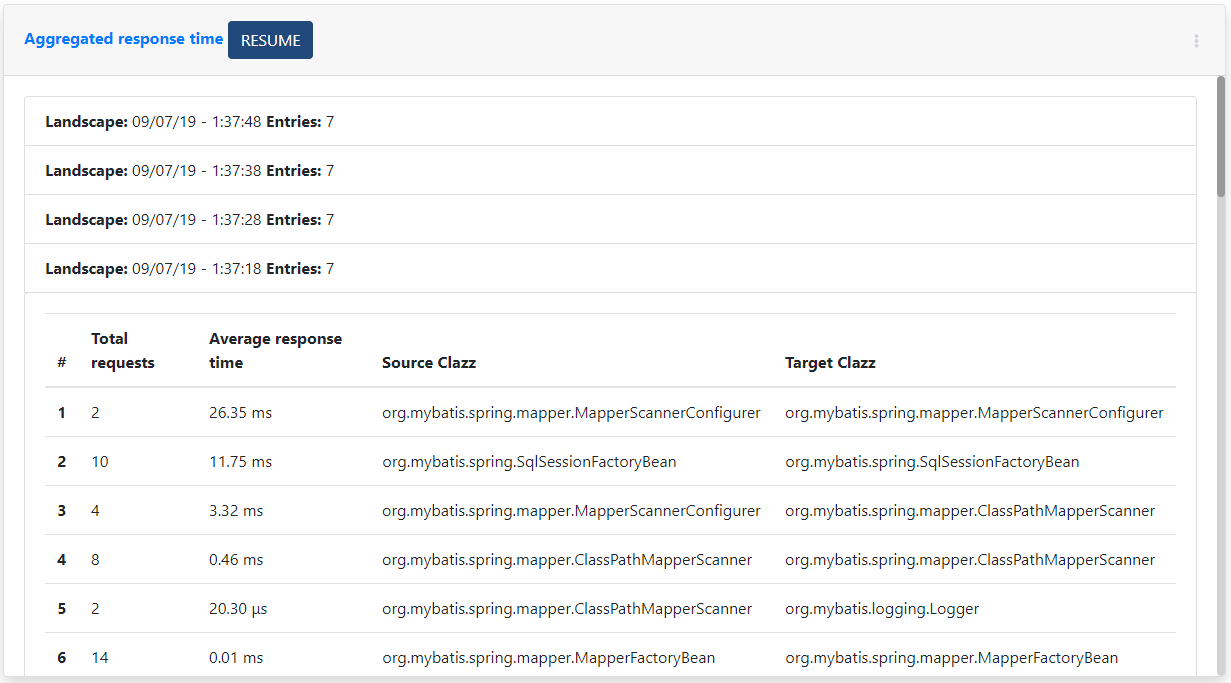 Aggregated response time RESUME
Landscape: 09/07/19 - 1:37:48 Entries: 7
Landscape: 09/07/19 - 1:37:38 Entries: 7
Landscape: 09/07/19 - 1:37:28 Entries: 7
Landscape: 09/07/19 - 1:37:18 Entries: 7
Total Average response
# requests time Source Clazz Target Clazz
1 2 26.35 ms org.mybatis.spring.mapper.MapperScannerConfigurer org.mybatis.spring.mapper.MapperScannerConfigurer
2 10 11.75 ms org.mybatis.spring.SqlSessionFactoryBean org.mybatis.spring.SqlSessionFactoryBean
3 4 3.32 ms org.mybatis.spring.mapper.MapperScannerConfigurer org.mybatis.spring.mapper.ClassPathMapperScanner
4 8 0.46 ms org.mybatis.spring.mapper.ClassPathMapperScanner org.mybatis.spring.mapper.ClassPathMapperScanner
5 2 20.30 µs org.mybatis.spring.mapper.ClassPathMapperScanner org.mybatis.logging.Logger
6 14 0.01 ms org.mybatis.spring.mapper.MapperFactoryBean org.mybatis.spring.mapper.MapperFactoryBean